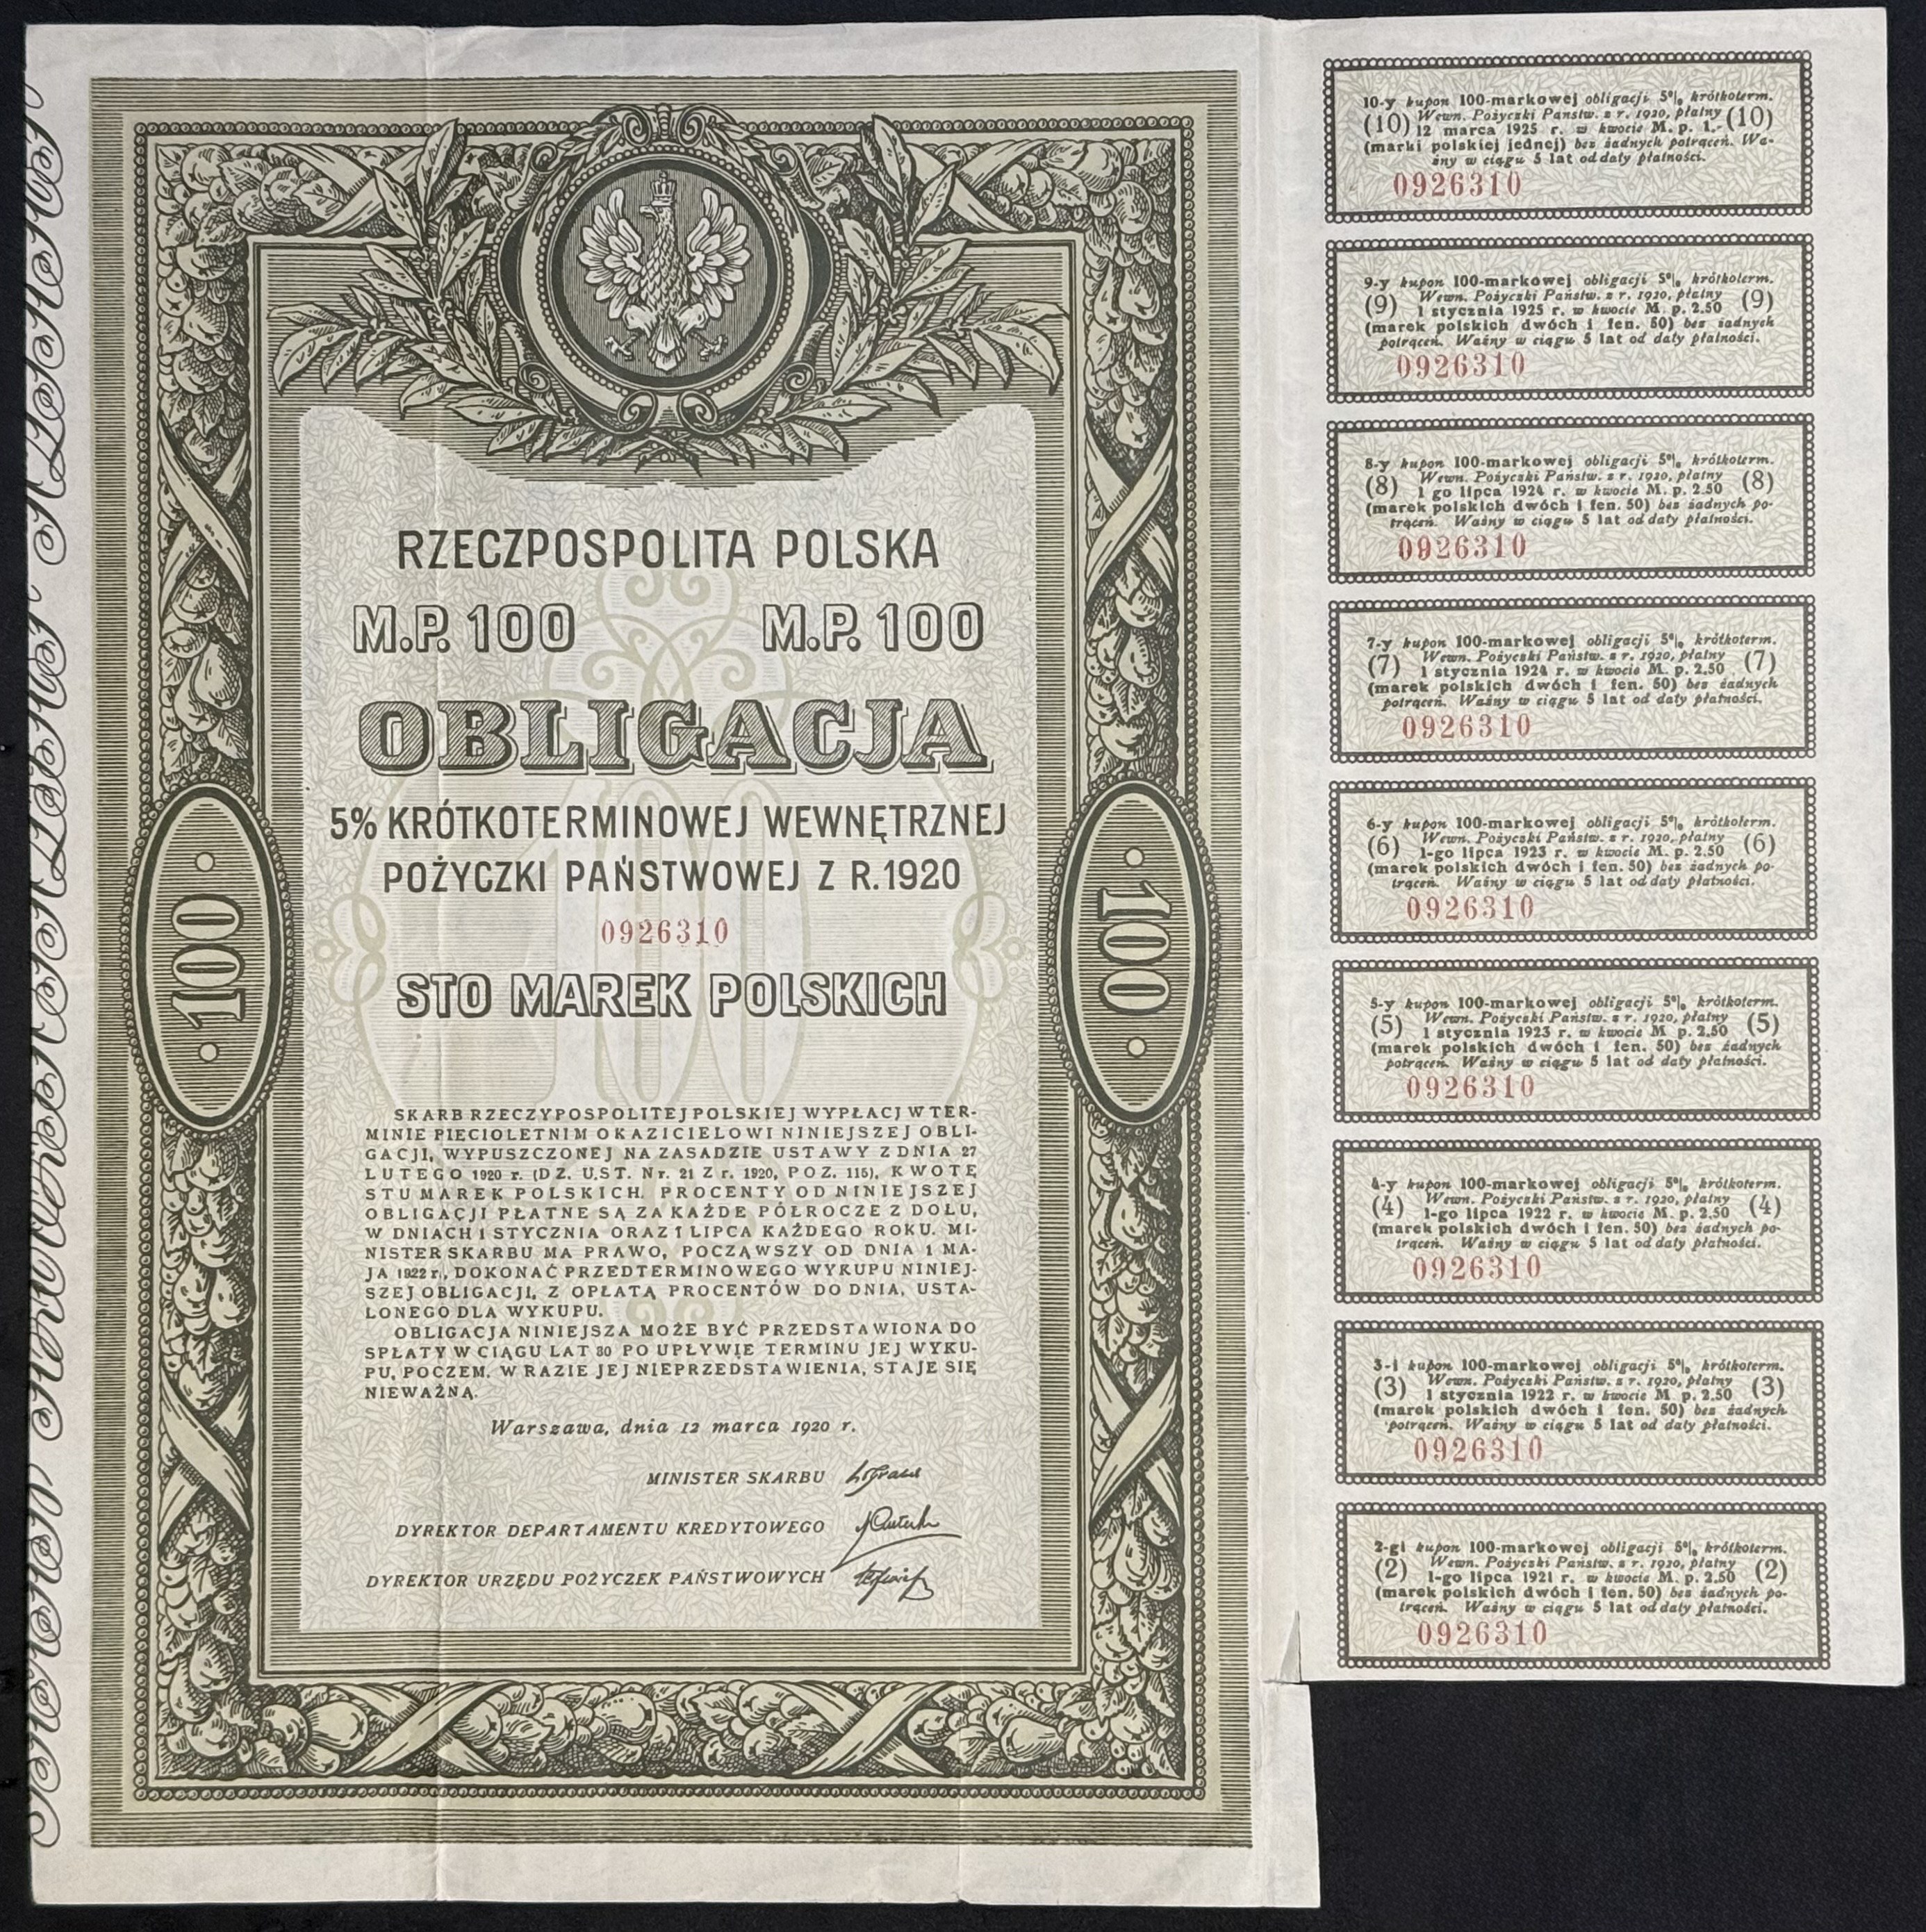 RZECZPOSPOLITA POLSKA
M.P. 100 M.P. 100
OBLIGACJA
5% KRÓTKOTERMINOWEJ WEWNĘTRZNEJ
POŻYCZKI PAŃSTWOWEJ Z R. 1920
0926310
STO MAREK POLSKICH
· 100 ·
· 100 ·
100
SKARB RZECZYPOSPOLITEJ POLSKIEJ WYPŁACJ W TER-
MINIE PIECIOLETNIM OKAZICIELOWI NINIEJSZEJ OBLI-
GACJI, WYPUSZCZONEJ NA ZASADZIE USTAWY Z DNIA 27
LUTEGO 1920 r. (DZ. U.ST. Nr. 21 Z r. 1920, POZ. 115), KWOTĘ
STU MAREK POLSKICH. PROCENTY OD NINIEJSZEJ
OBLIGACJI PŁATNE SĄ ZA KAŻDE PÓŁROCZE Z DOŁU,
W DNIACH 1 STYCZNIA ORAZ 1 LIPCA KAŻDEGO ROKU. MI-
NISTER SKARBU MA PRAWO, POCZĄWSZY OD DNIA 1 MA-
JA 1922 r., DOKONAĆ PRZEDTERMINOWEGO WYKUPU NINIEJ-
SZEJ OBLIGACJI, Z OPŁATĄ PROCENTÓW DO DNIA, USTA-
LONEGO DLA WYKUPU.
OBLIGACJA NINIEJSZA MOŻE BYĆ PRZEDSTAWIONA DO
SPŁATY W CIĄGU LAT 30 PO UPŁYWIE TERMINU JEJ WYKU-
PU, POCZEM, W RAZIE JEJ NIEPRZEDSTAWIENIA, STAJE SIĘ
NIEWAŻNĄ.
Warszawa, dnia 12 marca 1920 r.
MINISTER SKARBU
DYREKTOR DEPARTAMENTU KREDYTOWEGO
DYREKTOR URZĘDU POŻYCZEK PAŃSTWOWYCH
10-y kupon 100-markowej obligacji 5% krótkoterm.
(10) Wewn. Pożyczki Państw. z r. 1920, płatny (10)
12 marca 1925 r. w kwocie M. p. 1.-
(marki polskiej jednej) bez żadnych potrąceń. Wa-
żny w ciągu 5 lat od daty płatności.
0926310
9-y kupon 100-markowej obligacji 5% krótkoterm.
(9) Wewn. Pożyczki Państw. z r. 1920, płatny (9)
1 stycznia 1925 r. w kwocie M. p. 2.50
(marek polskich dwóch i fen. 50) bez żadnych
potrąceń. Ważny w ciągu 5 lat od daty płatności.
0926310
8-y kupon 100-markowej obligacji 5% krótkoterm.
(8) Wewn. Pożyczki Państw. z r. 1920, płatny (8)
1 go lipca 1924 r. w kwocie M. p. 2.50
(marek polskich dwóch i fen. 50) bez żadnych po-
trąceń. Ważny w ciągu 5 lat od daty płatności.
0926310
7-y kupon 100-markowej obligacji 5% krótkoterm.
(7) Wewn. Pożyczki Państw. z r. 1920, płatny (7)
1 stycznia 1924 r. w kwocie M. p. 2.50
(marek polskich dwóch i fen. 50) bez żadnych
potrąceń. Ważny w ciągu 5 lat od daty płatności.
0926310
6-y kupon 100-markowej obligacji 5% krótkoterm.
(6) Wewn. Pożyczki Państw. z r. 1920, płatny (6)
1-go lipca 1923 r. w kwocie M. p. 2.50
(marek polskich dwóch i fen. 50) bez żadnych po-
trąceń. Ważny w ciągu 5 lat od daty płatności.
0926310
5-y kupon 100-markowej obligacji 5% krótkoterm.
(5) Wewn. Pożyczki Państw. z r. 1920, płatny (5)
1 stycznia 1923 r. w kwocie M p. 2.50
(marek polskich dwóch i fen. 50) bez żadnych
potrąceń. Ważny w ciągu 5 lat od daty płatności.
0926310
4-y kupon 100-markowej obligacji 5% krótkoterm.
(4) Wewn. Pożyczki Państw. z r. 1920, płatny (4)
1-go lipca 1922 r. w kwocie M. p. 2.50
(marek polskich dwóch i fen. 50) bez żadnych po-
trąceń. Ważny w ciągu 5 lat od daty płatności.
0926310
3-i kupon 100-markowej obligacji 5% krótkoterm.
(3) Wewn. Pożyczki Państw. z r. 1920, płatny (3)
1 stycznia 1922 r. w kwocie M p. 2.50
(marek polskich dwóch i fen. 50) bez żadnych
potrąceń. Ważny w ciągu 5 lat od daty płatności.
0926310
2-gi kupon 100-markowej obligacji 5% krótkoterm.
(2) Wewn. Pożyczki Państw. z r. 1920, płatny (2)
1-go lipca 1921 r. w kwocie M. p. 2.50
(marek polskich dwóch i fen. 50) bez żadnych po-
trąceń. Ważny w ciągu 5 lat od daty płatności.
0926310